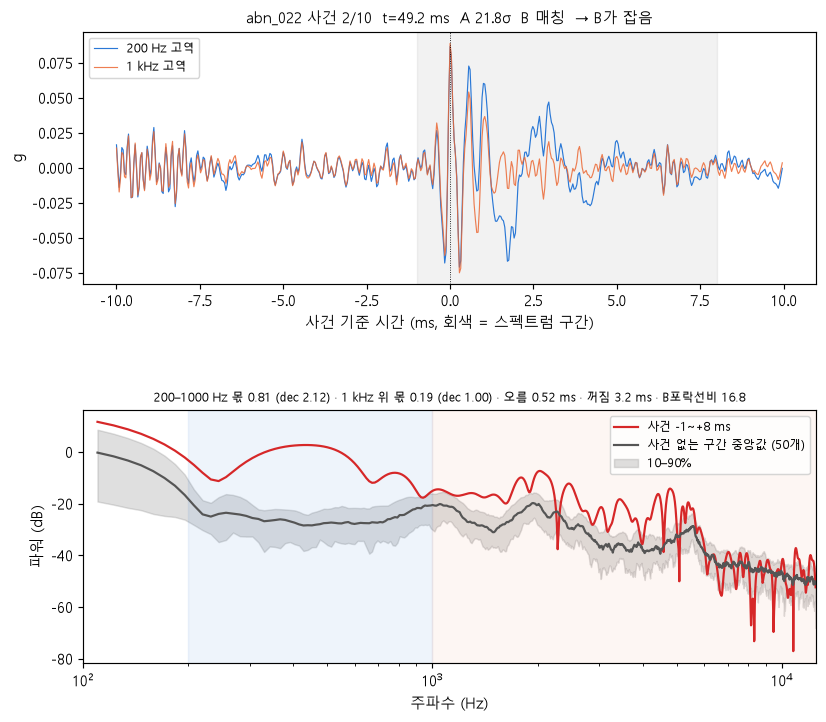 abn_022 사건 2/10 t=49.2 ms A 21.8σ B 매칭 → B가 잡음
200 Hz 고역
1 kHz 고역
g
0.075
0.050
0.025
0.000
-0.025
-0.050
-0.075
-10.0 -7.5 -5.0 -2.5 0.0 2.5 5.0 7.5 10.0
사건 기준 시간 (ms, 회색 = 스펙트럼 구간)
200–1000 Hz 몫 0.81 (dec 2.12) · 1 kHz 위 몫 0.19 (dec 1.00) · 오름 0.52 ms · 꺼짐 3.2 ms · B포락선비 16.8
사건 -1~+8 ms
사건 없는 구간 중앙값 (50개)
10–90%
파워 (dB)
0
-20
-40
-60
-80
10² 10³ 10⁴
주파수 (Hz)